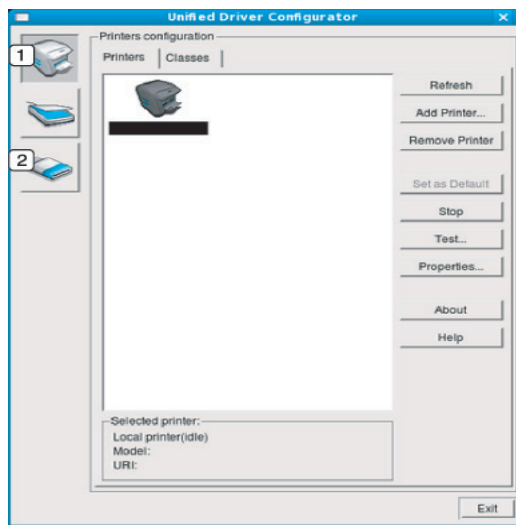 Unified Driver Configurator
1
2
Printers configuration
Printers
Classes
Refresh
Add Printer...
Remove Printer
Set as Default
Stop
Test...
Properties...
About
Help
Selected printer:
Local printer(idle)
Model:
URI:
Exit